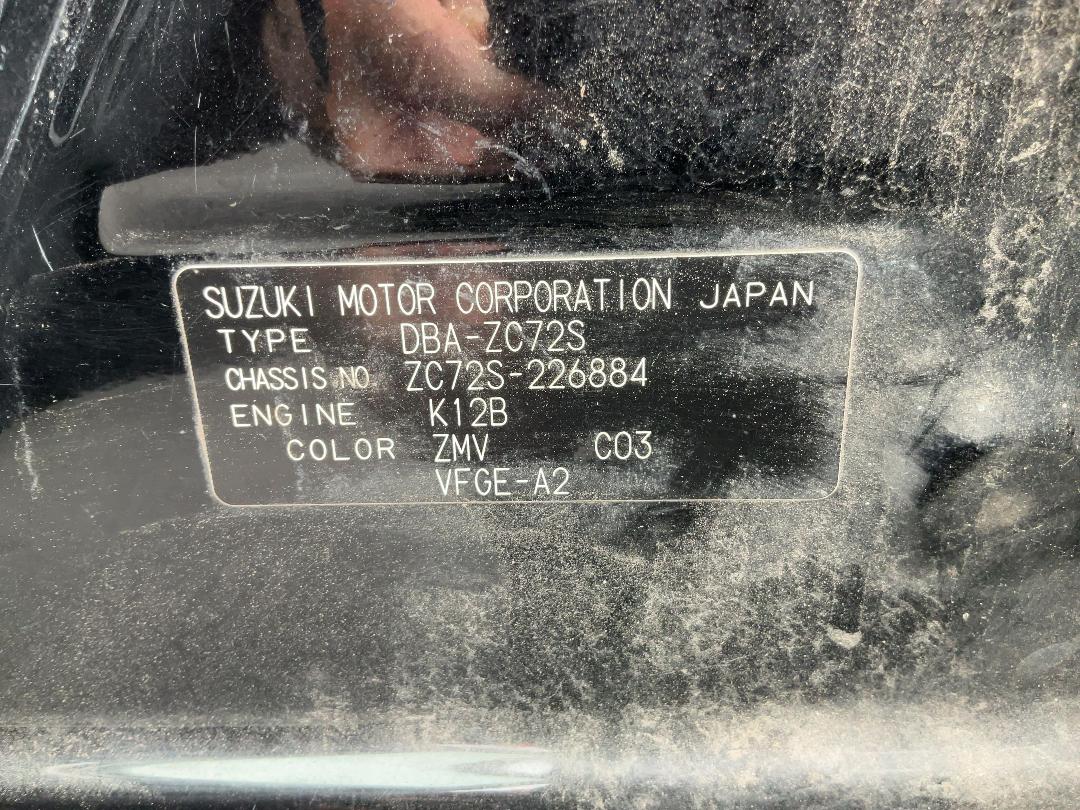 SUZUKI MOTOR CORPORATION JAPAN
TYPE DBA-ZC72S
CHASSIS NO ZC72S-226884
ENGINE K12B
COLOR ZMV C03
VFGE-A2